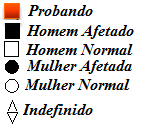 Probando
Homem Afetado
Homem Normal
Mulher Afetada
Mulher Normal
Indefinido